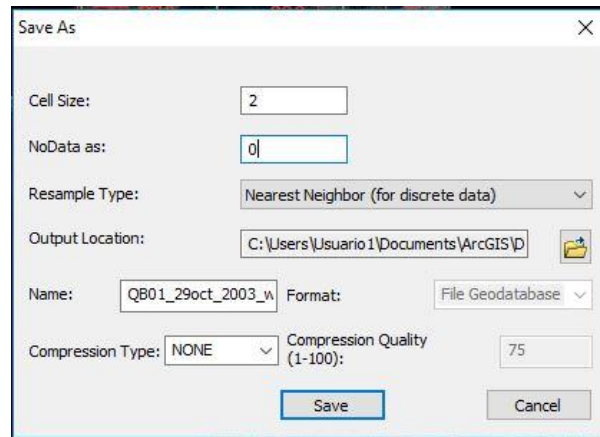 Save As
Cell Size: 2
NoData as: 0
Resample Type: Nearest Neighbor (for discrete data)
Output Location: C:\Users\Usuario1\Documents\ArcGIS\D
Name: QB01_29oct_2003_w Format: File Geodatabase
Compression Type: NONE Compression Quality (1-100): 75
Save Cancel